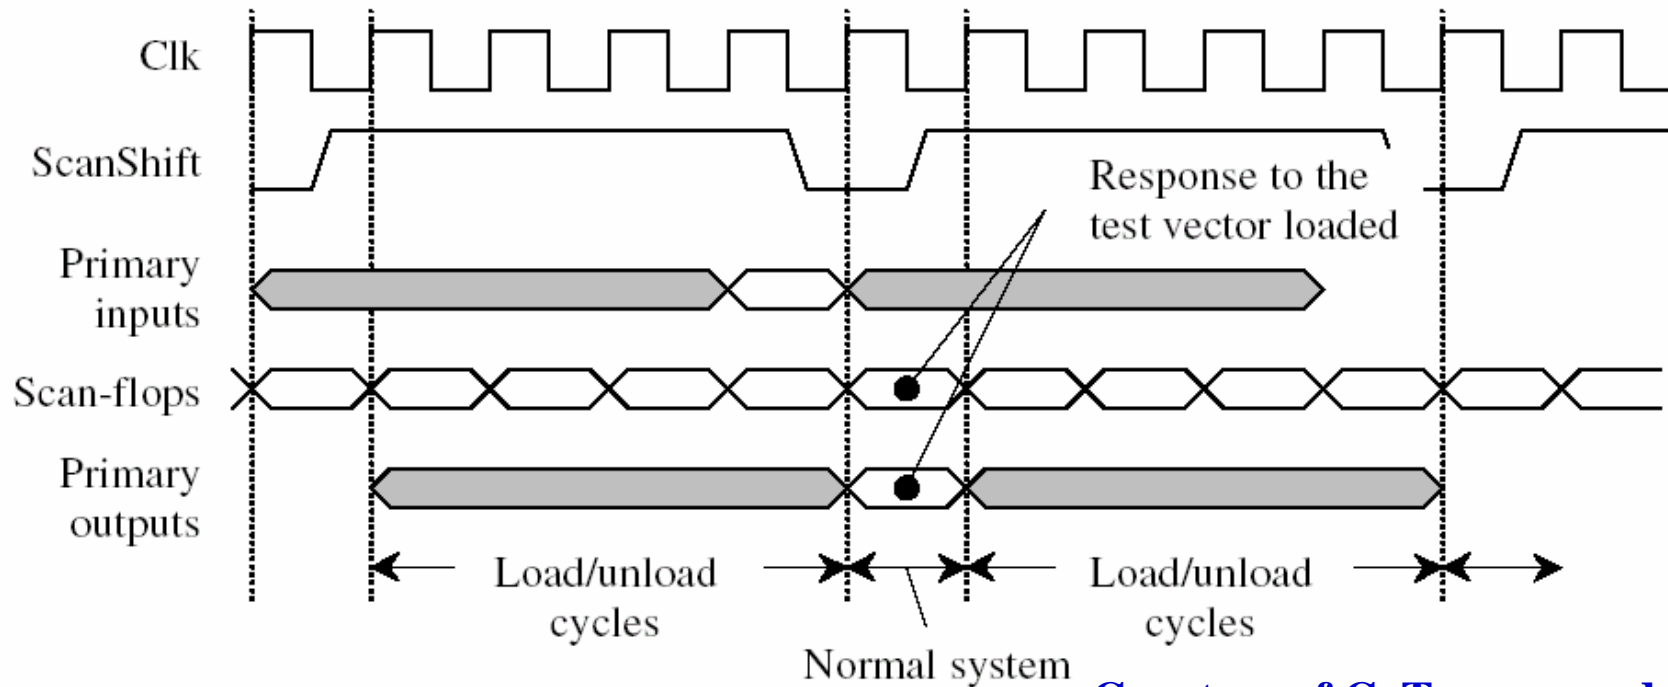 Clk
ScanShift
Response to the
test vector loaded
Primary
inputs
Scan-flops
Primary
outputs
Load/unload
cycles
Load/unload
cycles
Normal system